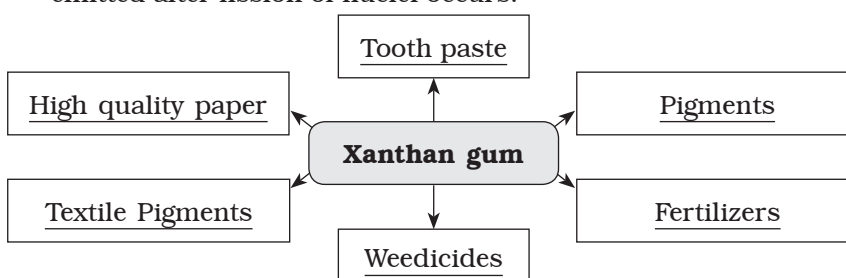 emitted after fission of nuclei occurs.
Tooth paste
High quality paper
Pigments
Xanthan gum
Textile Pigments
Fertilizers
Weedicides